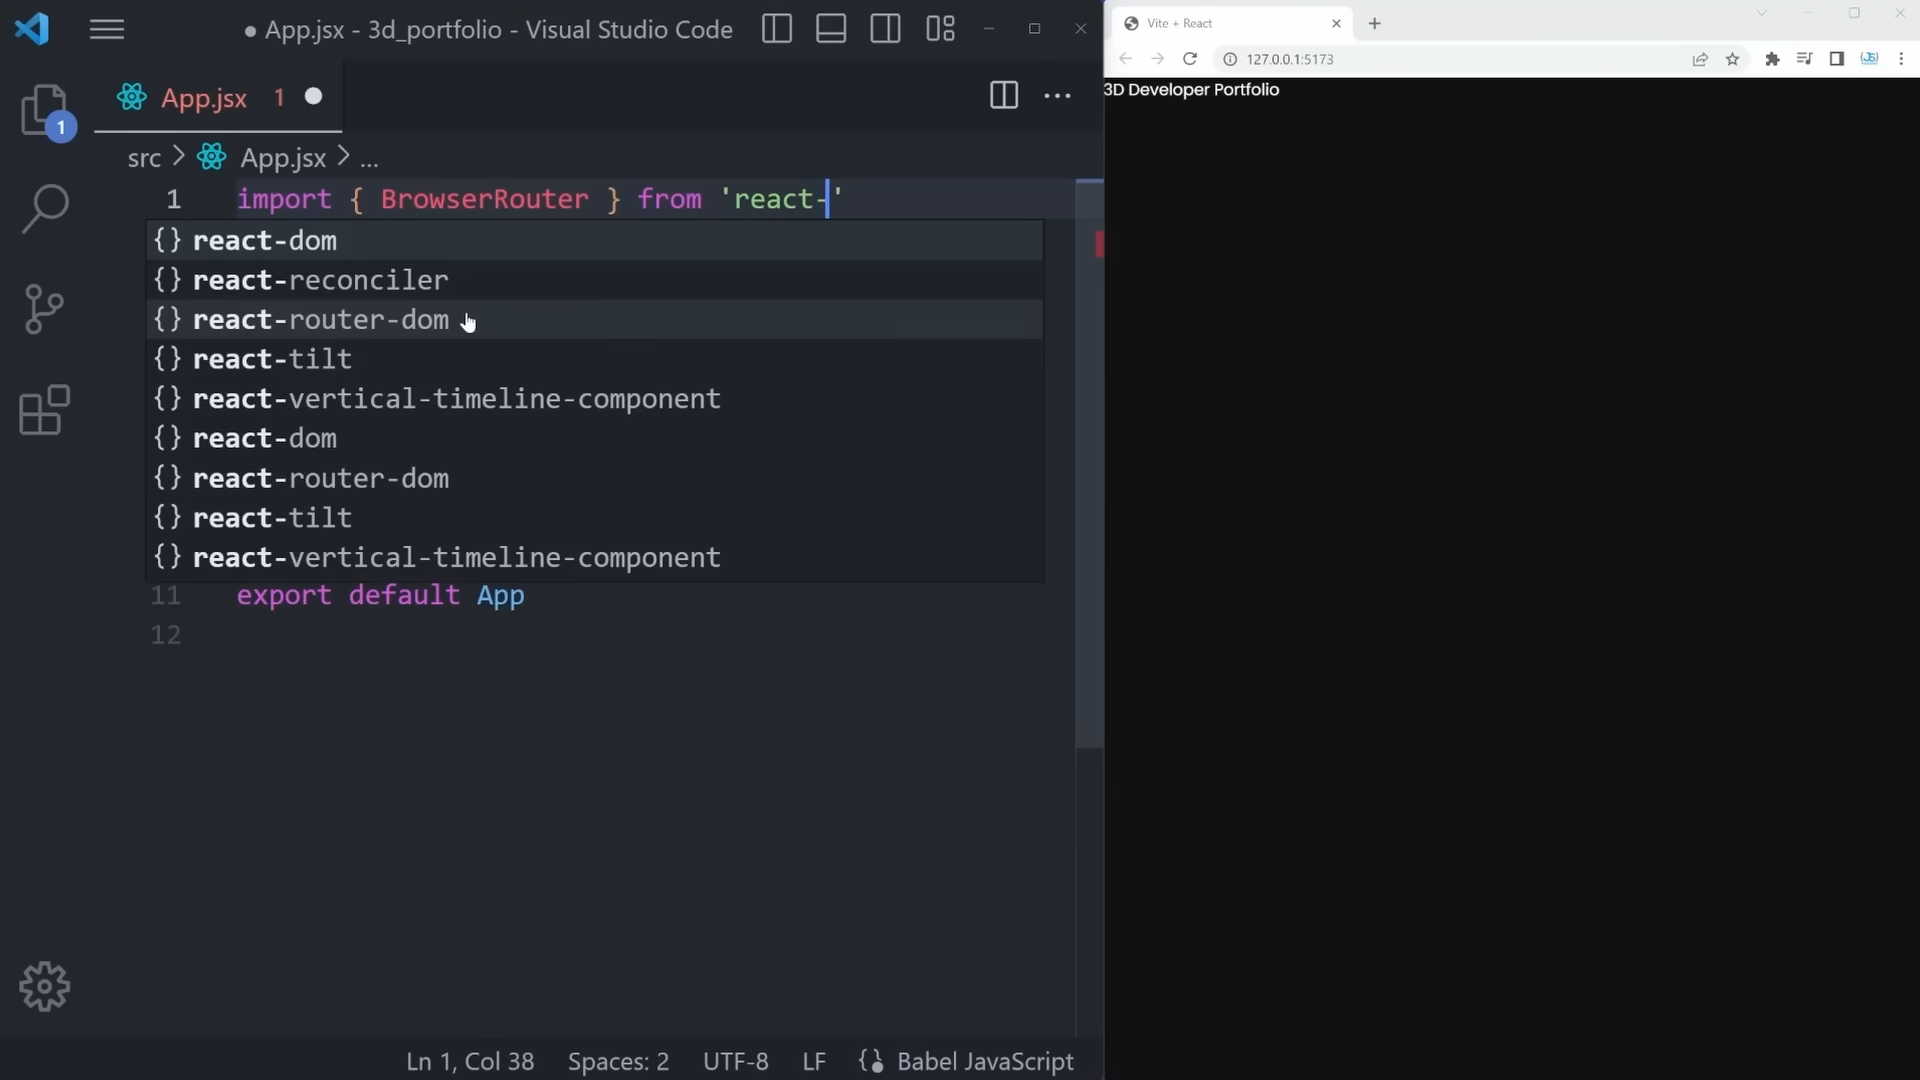 ● App.jsx - 3d_portfolio - Visual Studio Code
App.jsx 1
1
src > App.jsx > ...
1 import { BrowserRouter } from 'react-'
{} react-dom
{} react-reconciler
{} react-router-dom
{} react-tilt
{} react-vertical-timeline-component
{} react-dom
{} react-router-dom
{} react-tilt
{} react-vertical-timeline-component
11 export default App
12
Ln 1, Col 38 Spaces: 2 UTF-8 LF {} Babel JavaScript
Vite + React
127.0.0.1:5173
3D Developer Portfolio